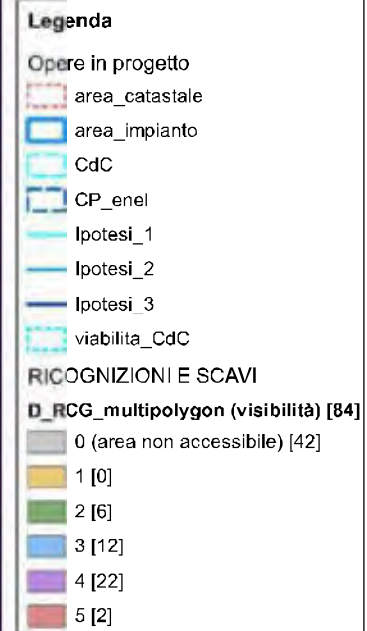 Legenda
Opere in progetto
area_catastale
area_impianto
CdC
CP_enel
Ipotesi_1
Ipotesi_2
Ipotesi_3
viabilita_CdC
RICOGNIZIONI E SCAVI
D_RCG_multipolygon (visibilità) [84]
0 (area non accessibile) [42]
1 [0]
2 [6]
3 [12]
4 [22]
5 [2]